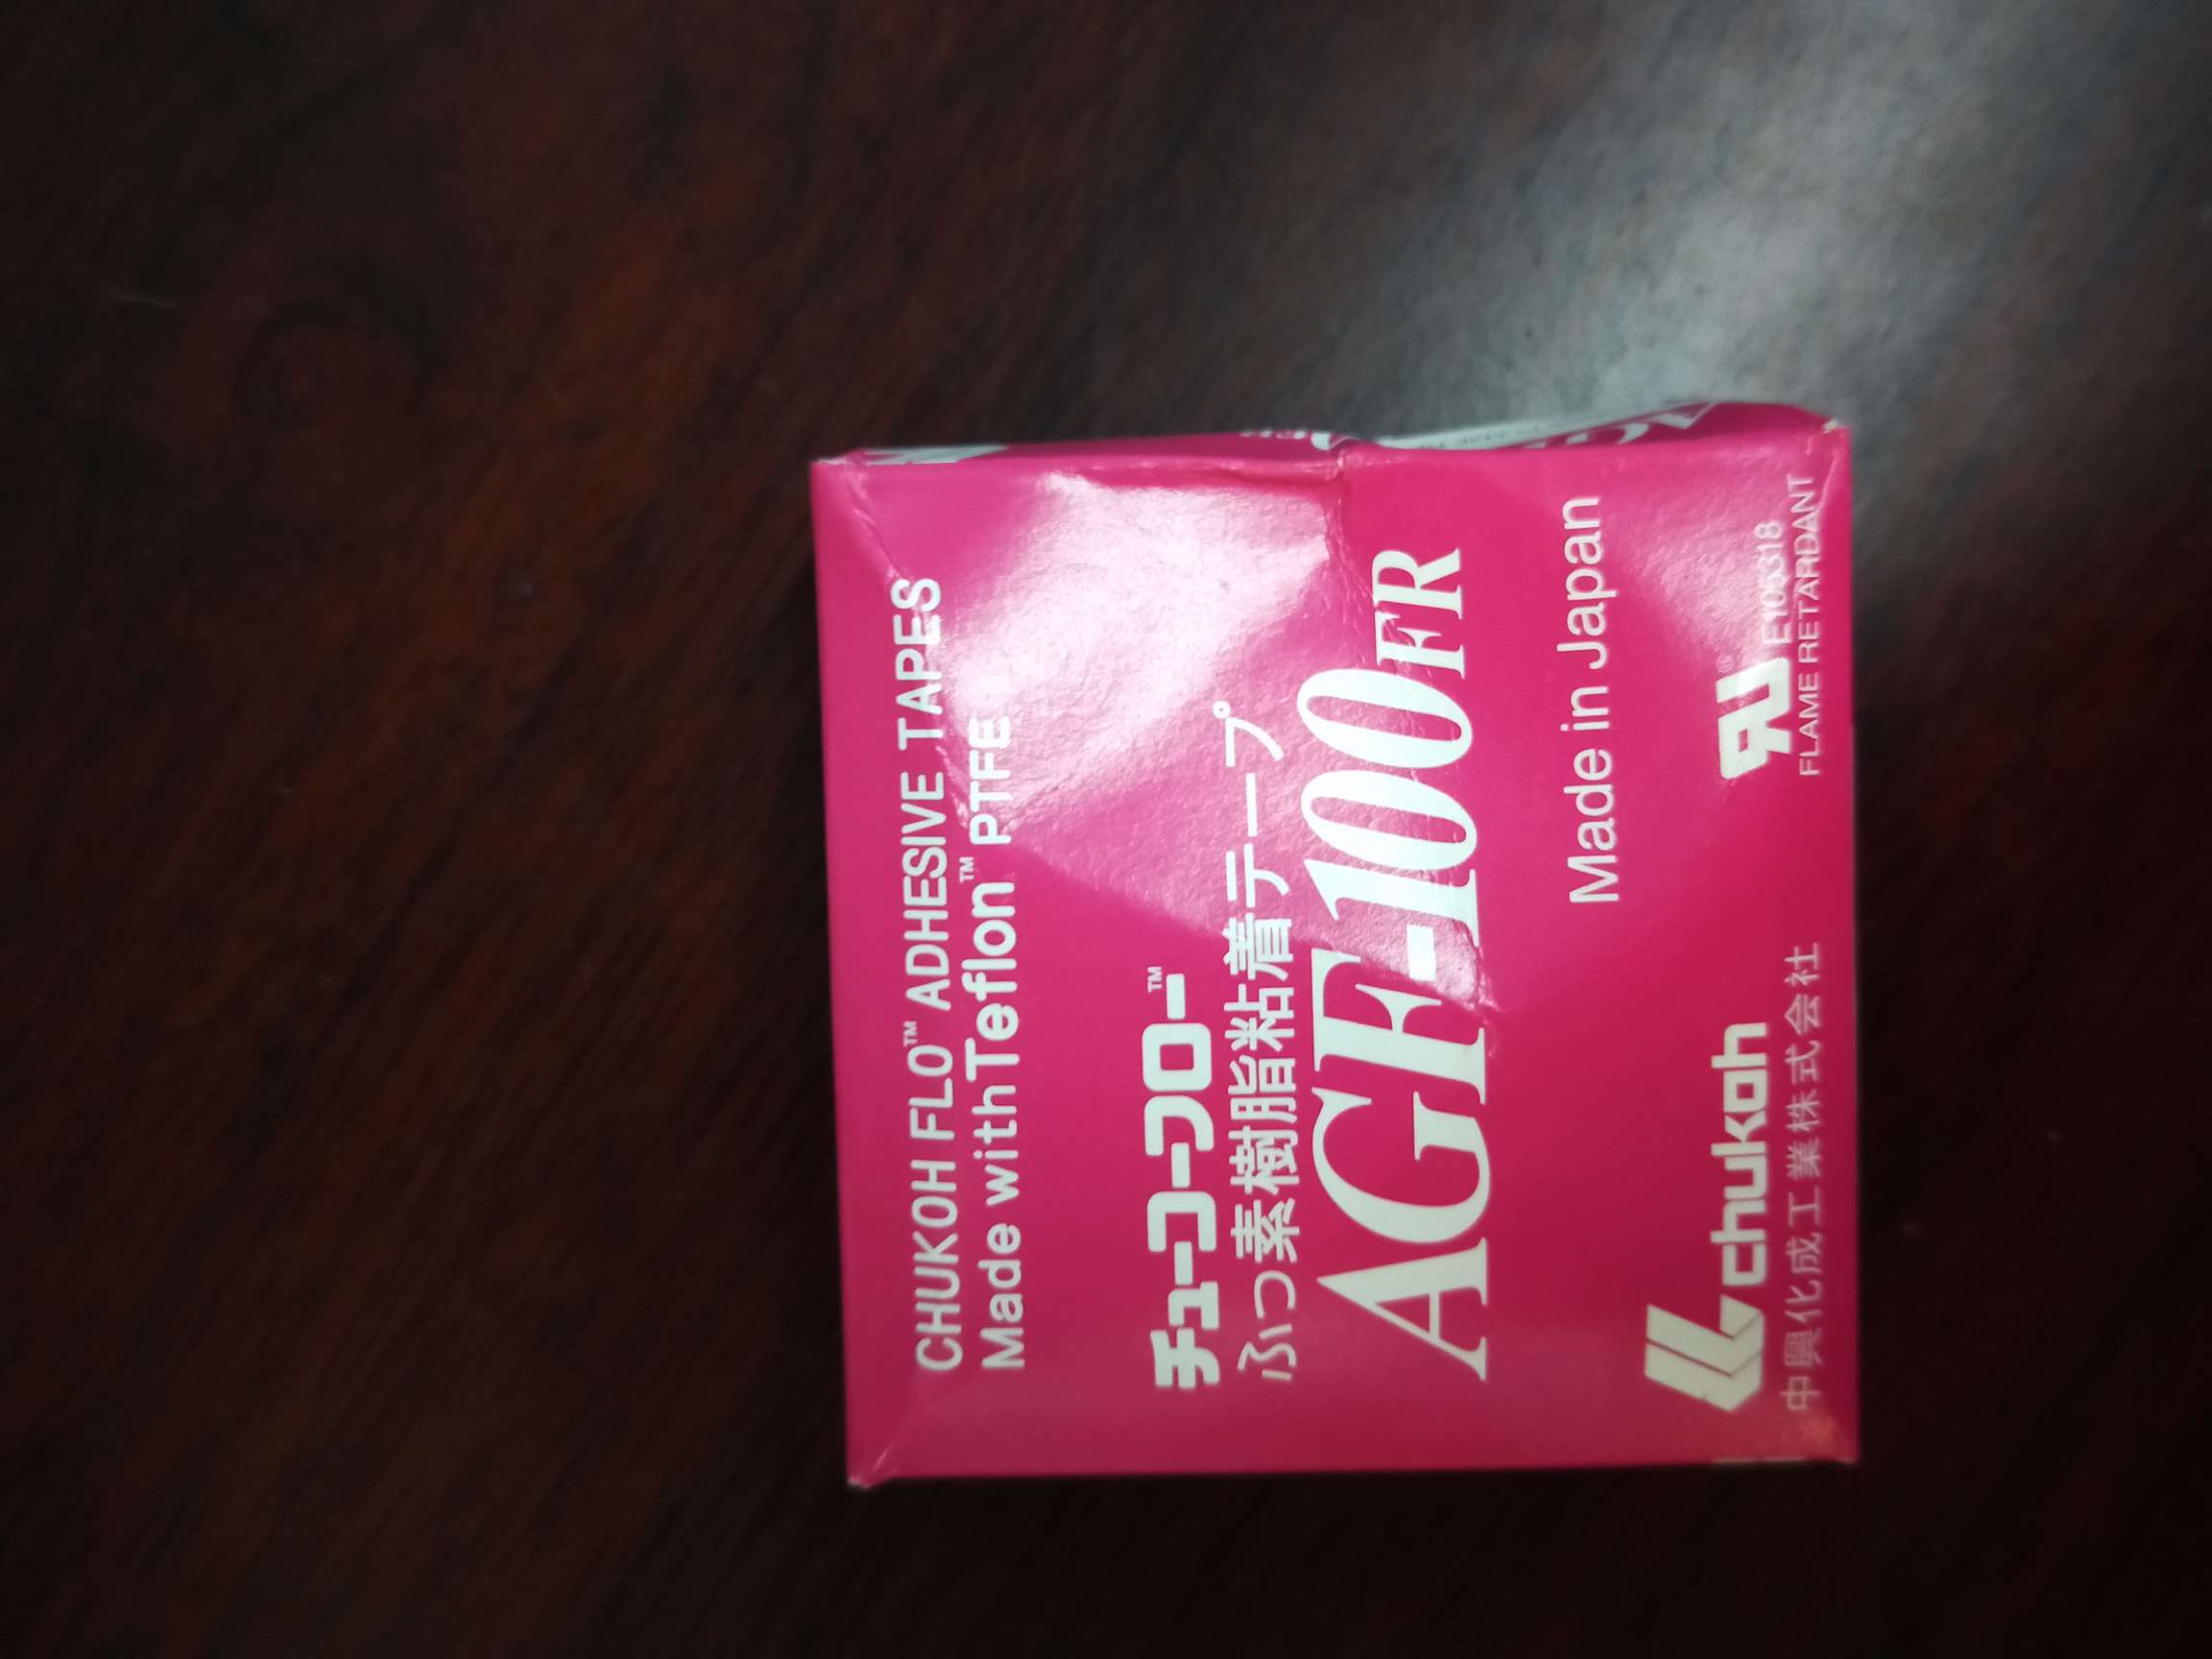 CHUKOH FLO™ ADHESIVE TAPES
Made with Teflon™ PTFE
チューコーフロー™
ふっ素樹脂粘着テープ
AGF-100 FR
Made in Japan
chukoh
中興化成工業株式会社
® E105318
FLAME RETARDANT